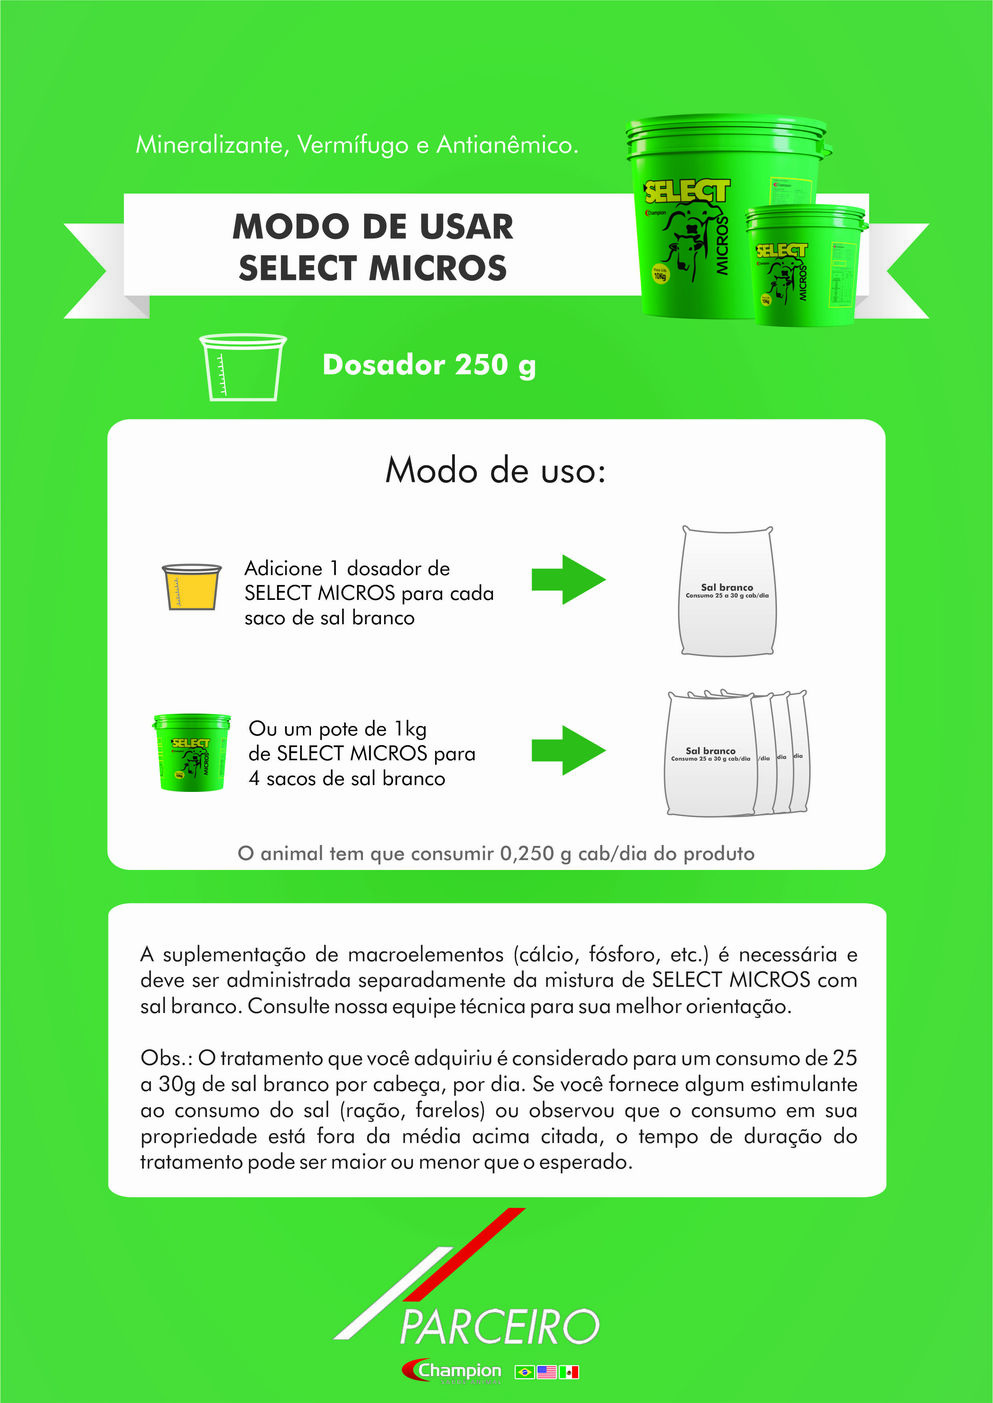 Mineralizante, Vermífugo e Antianêmico.
MODO DE USAR
SELECT MICROS
SELECT
Champion
MICROS
10Kg
SELECT
MICROS
Dosador 250 g
Modo de uso:
Adicione 1 dosador de
SELECT MICROS para cada
saco de sal branco
Sal branco
Consumo 25 a 30 g cab/dia
SELECT
MICROS
Ou um pote de 1kg
de SELECT MICROS para
4 sacos de sal branco
Sal branco
Consumo 25 a 30 g cab/dia /dia dia dia
O animal tem que consumir 0,250 g cab/dia do produto
A suplementação de macroelementos (cálcio, fósforo, etc.) é necessária e
deve ser administrada separadamente da mistura de SELECT MICROS com
sal branco. Consulte nossa equipe técnica para sua melhor orientação.
Obs.: O tratamento que você adquiriu é considerado para um consumo de 25
a 30g de sal branco por cabeça, por dia. Se você fornece algum estimulante
ao consumo do sal (ração, farelos) ou observou que o consumo em sua
propriedade está fora da média acima citada, o tempo de duração do
tratamento pode ser maior ou menor que o esperado.
PARCEIRO
Champion